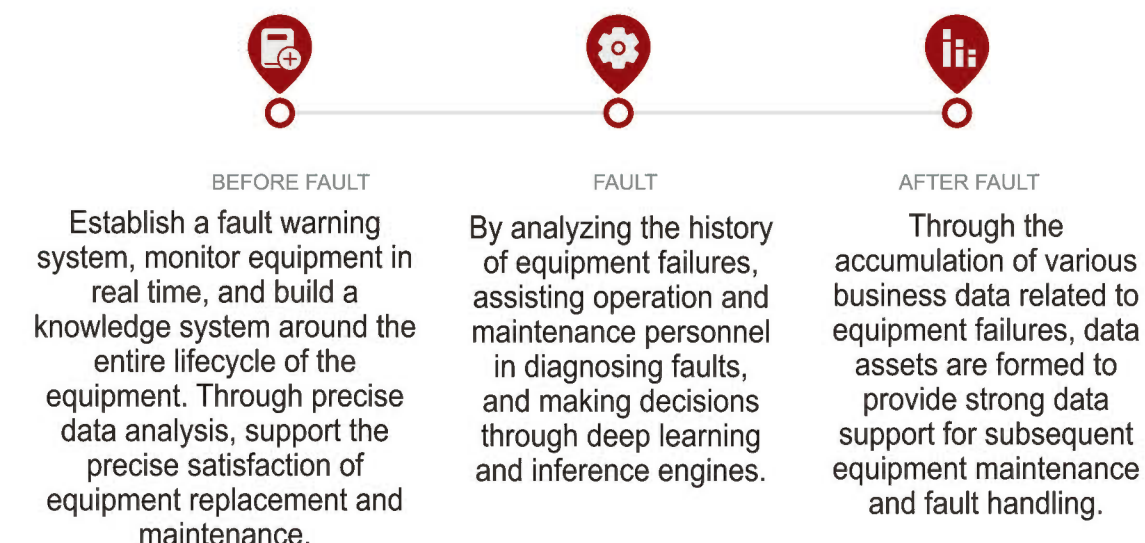 BEFORE FAULT
Establish a fault warning
system, monitor equipment in
real time, and build a
knowledge system around the
entire lifecycle of the
equipment. Through precise
data analysis, support the
precise satisfaction of
equipment replacement and
maintenance.
FAULT
By analyzing the history
of equipment failures,
assisting operation and
maintenance personnel
in diagnosing faults,
and making decisions
through deep learning
and inference engines.
AFTER FAULT
Through the
accumulation of various
business data related to
equipment failures, data
assets are formed to
provide strong data
support for subsequent
equipment maintenance
and fault handling.